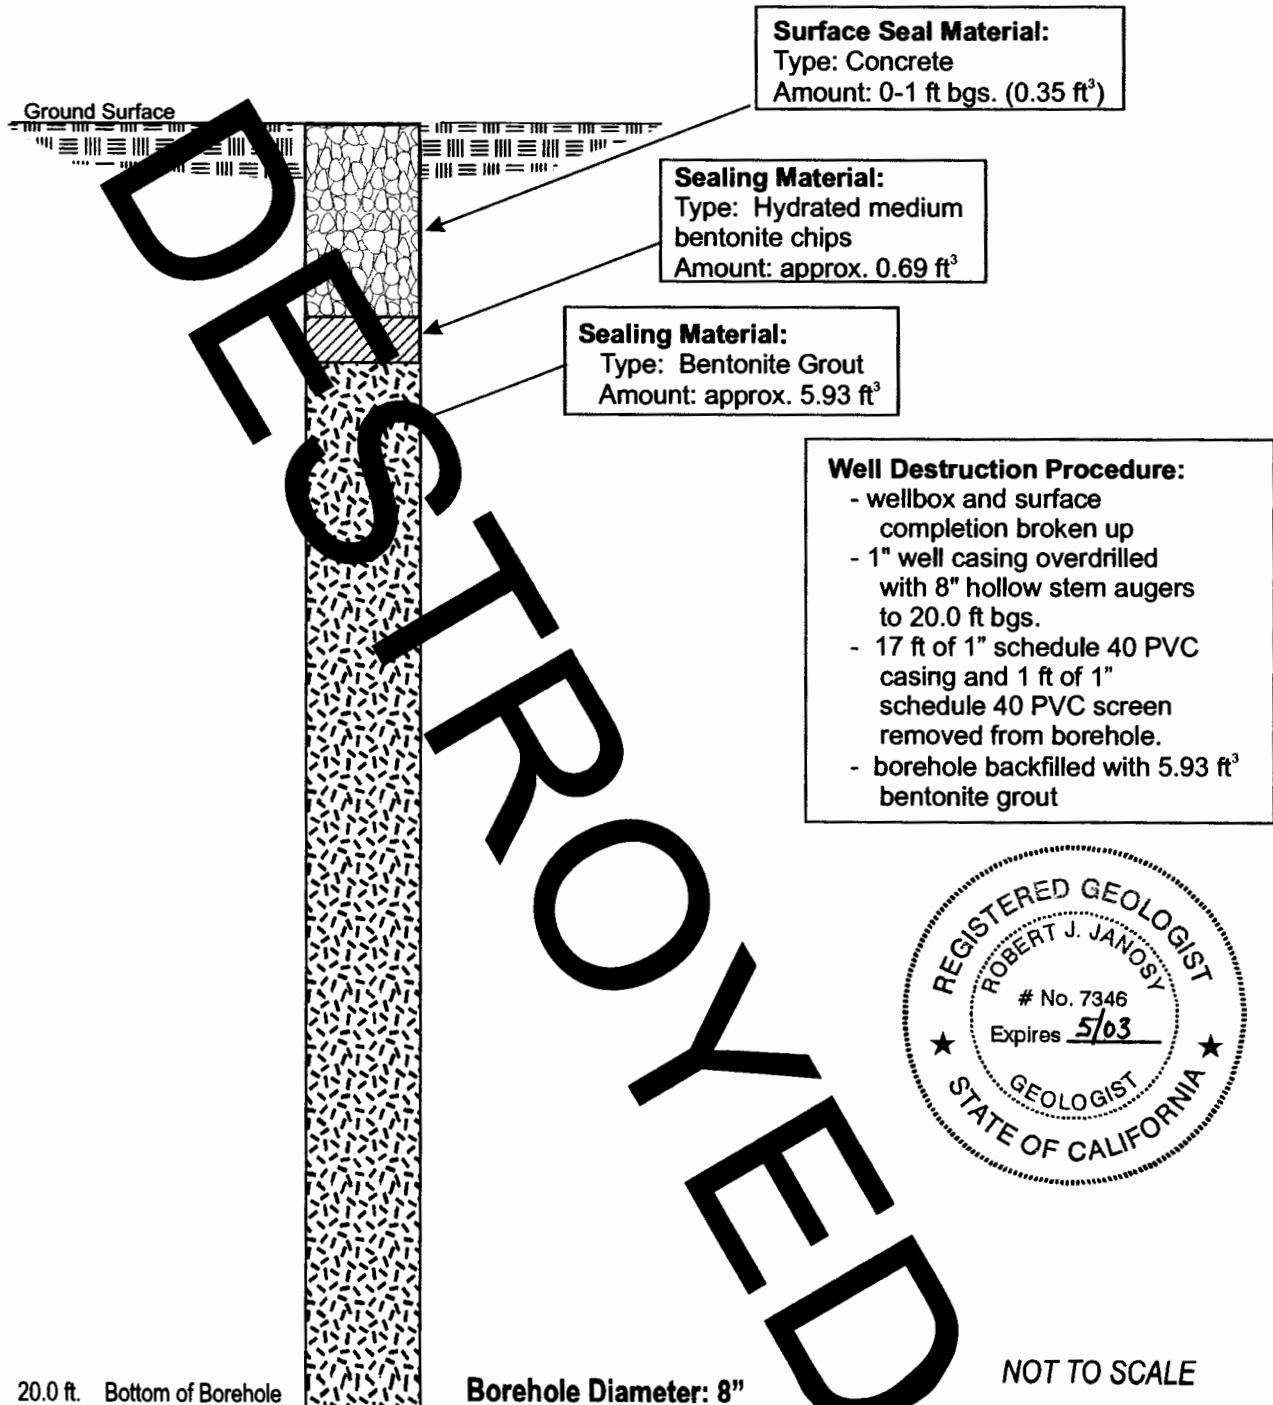 Surface Seal Material:
Type: Concrete
Amount: 0-1 ft bgs. (0.35 ft³)
Ground Surface
Sealing Material:
Type: Hydrated medium
bentonite chips
Amount: approx. 0.69 ft³
Sealing Material:
Type: Bentonite Grout
Amount: approx. 5.93 ft³
DESTROYED
Well Destruction Procedure:
- wellbox and surface
completion broken up
- 1" well casing overdrilled
with 8" hollow stem augers
to 20.0 ft bgs.
- 17 ft of 1" schedule 40 PVC
casing and 1 ft of 1"
schedule 40 PVC screen
removed from borehole.
- borehole backfilled with 5.93 ft³
bentonite grout
REGISTERED GEOLOGIST
ROBERT J. JANOSY
# No. 7346
Expires 5/03
GEOLOGIST
STATE OF CALIFORNIA
NOT TO SCALE
20.0 ft. Bottom of Borehole
Borehole Diameter: 8"